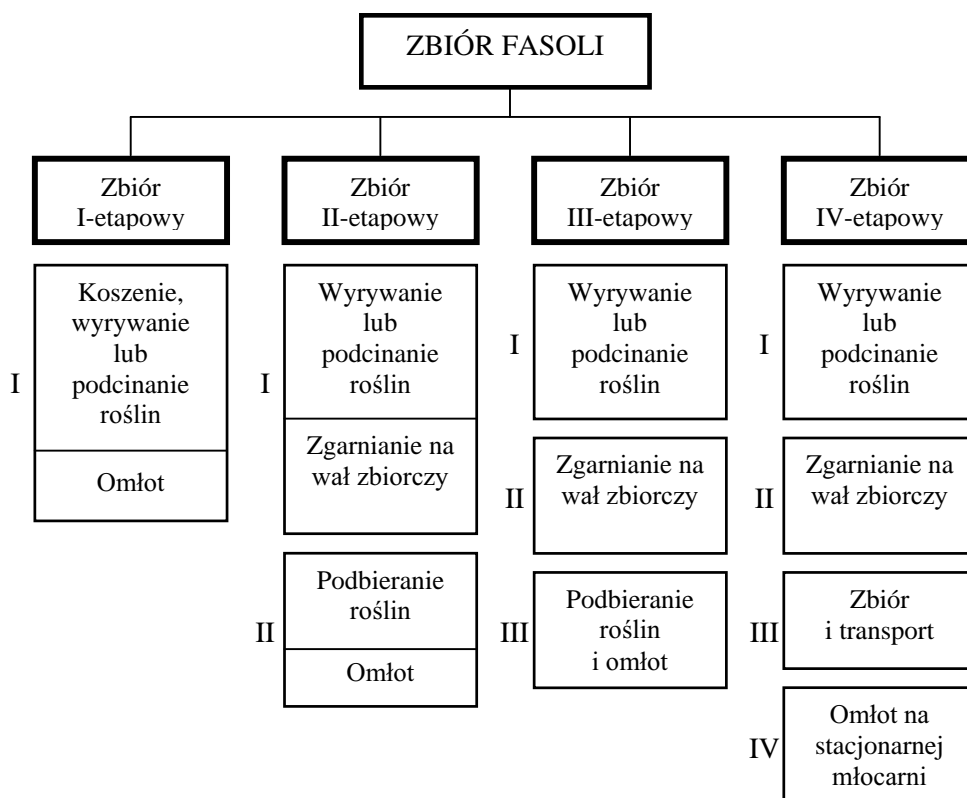 ZBIÓR FASOLI
Zbiór
I-etapowy
Zbiór
II-etapowy
Zbiór
III-etapowy
Zbiór
IV-etapowy
I
Koszenie,
wyrywanie
lub
podcinanie
roślin
Omłot
I
Wyrywanie
lub
podcinanie
roślin
Zgarnianie na
wał zbiorczy
II
Podbieranie
roślin
Omłot
I
Wyrywanie
lub
podcinanie
roślin
II
Zgarnianie na
wał zbiorczy
III
Podbieranie
roślin
i omłot
I
Wyrywanie
lub
podcinanie
roślin
II
Zgarnianie na
wał zbiorczy
III
Zbiór
i transport
IV
Omłot na
stacjonarnej
młocarni